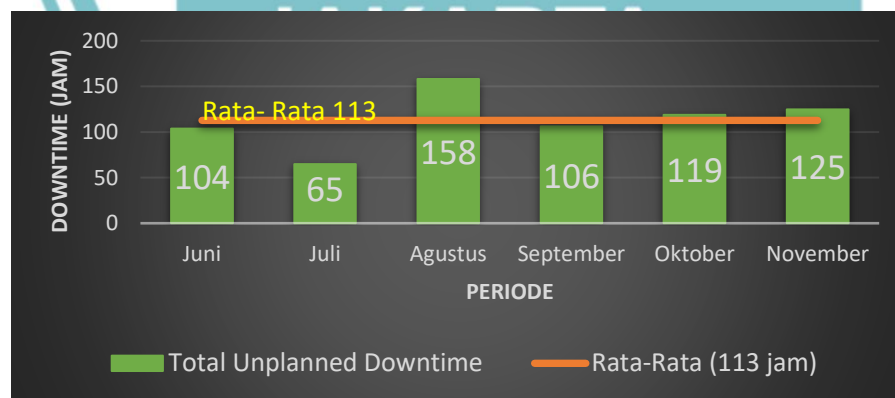 JAKARTA
DOWNTIME (JAM)
200
150
100
50
0
Rata- Rata 113
104
65
158
106
119
125
Juni Juli Agustus September Oktober November
PERIODE
Total Unplanned Downtime Rata-Rata (113 jam)